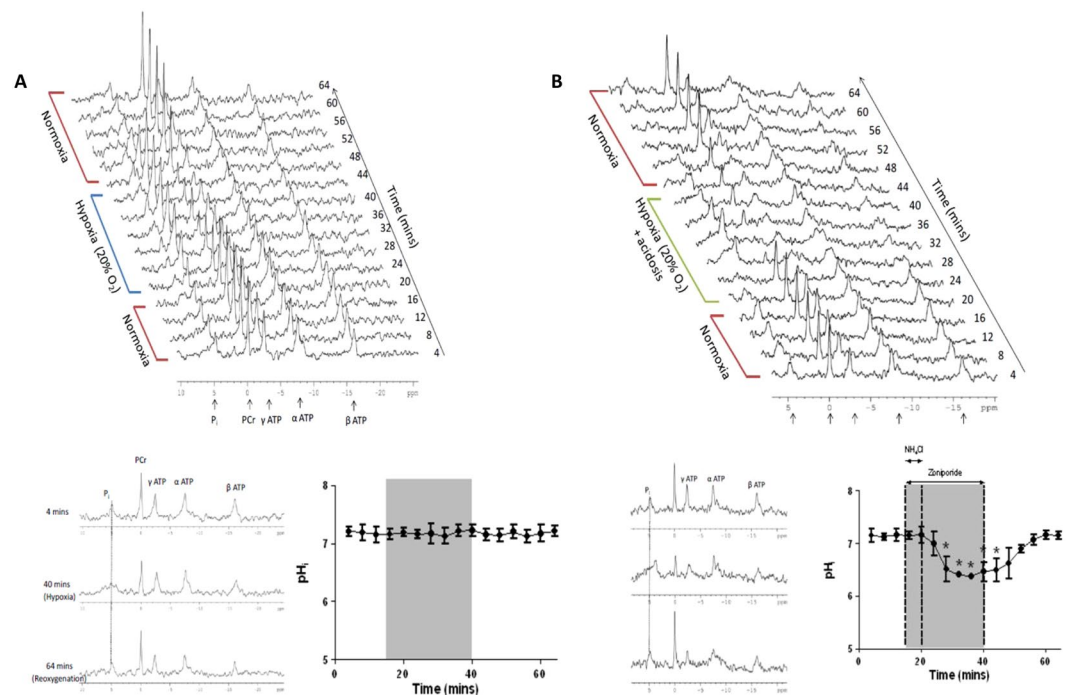 A
Normoxia
Hypoxia (20% O₂)
Normoxia
64
60
56
52
48
44
40
36
32
28
24
20
16
12
8
4
Time (mins)
10 5 0 -5 -10 -15 -20 ppm
Pᵢ PCr γ ATP α ATP β ATP
B
Normoxia
Hypoxia (20% O₂)
+ acidosis
Normoxia
64
60
56
52
48
44
40
36
32
28
24
20
16
12
8
4
Time (mins)
5 0 -5 -10 -15 ppm
PCr
Pᵢ γ ATP α ATP β ATP
4 mins
40 mins
(Hypoxia)
64 mins
(Reoxygenation)
8
7
6
5
pHᵢ
0 20 40 60
Time (mins)
Pᵢ γ ATP α ATP β ATP
NH₄Cl
Zoniporide
8
7
6
5
pHᵢ
* * * * *
0 20 40 60
Time (mins)